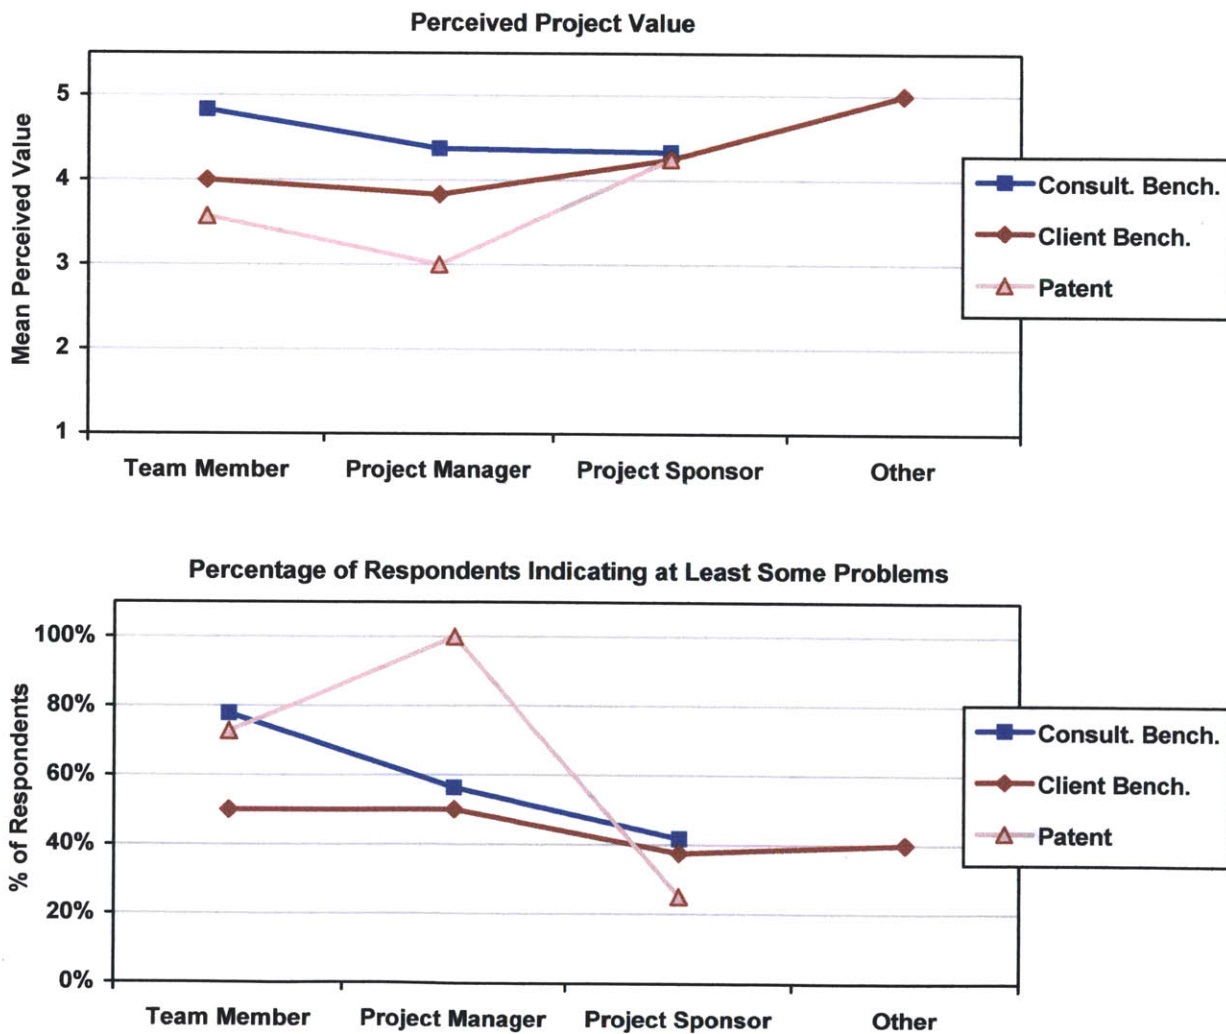 Perceived Project Value
Mean Perceived Value
5
4
3
2
1
Team Member
Project Manager
Project Sponsor
Other
Consult. Bench.
Client Bench.
Patent
Percentage of Respondents Indicating at Least Some Problems
% of Respondents
100%
80%
60%
40%
20%
0%
Team Member
Project Manager
Project Sponsor
Other
Consult. Bench.
Client Bench.
Patent